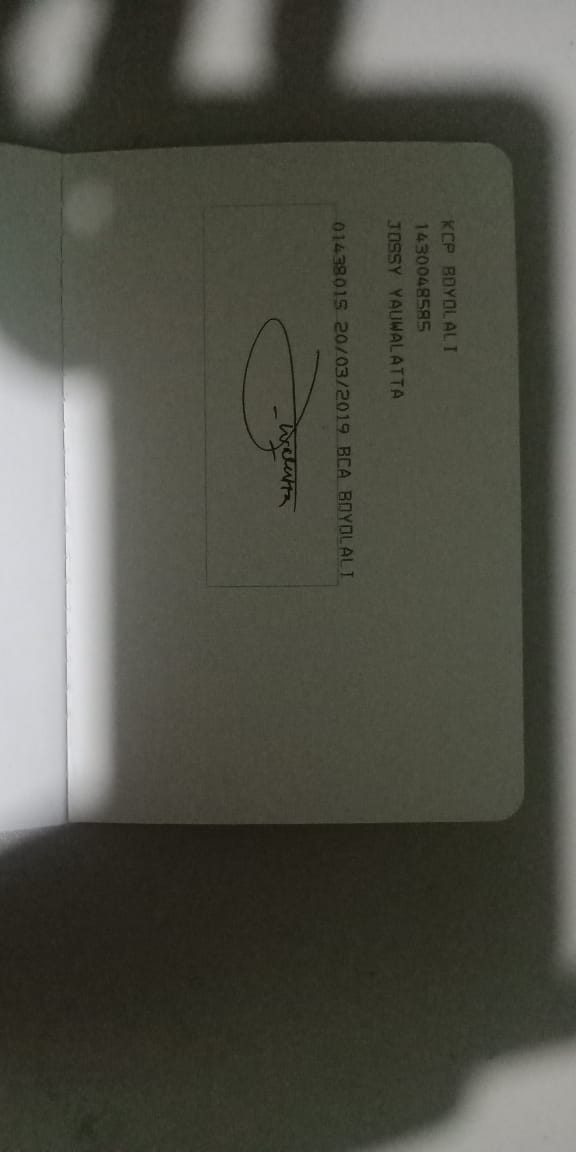 KCP BOYOLALI
1430048585
JOSSY YAUWALATTA
01438015 20/03/2019 BCA BOYOLALI